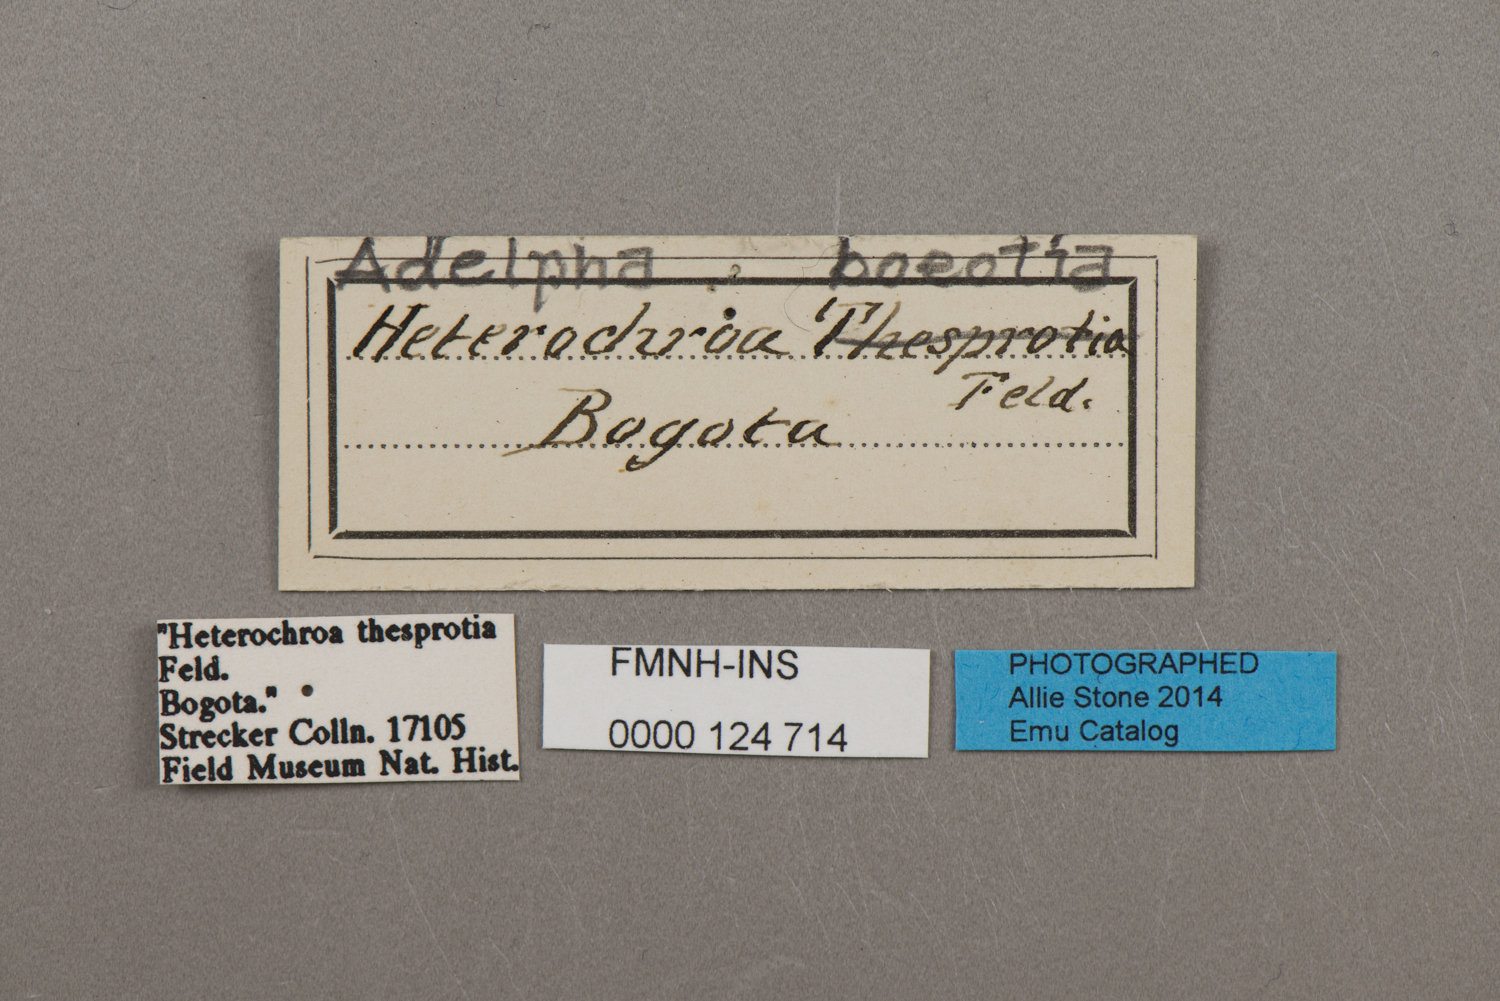 Adelpha boeotia
Heterochroa Thesprotia
Feld.
Bogota
"Heterochroa thesprotia
Feld.
Bogota."
Strecker Colln. 17105
Field Museum Nat. Hist.
FMNH-INS
0000 124 714
PHOTOGRAPHED
Allie Stone 2014
Emu Catalog